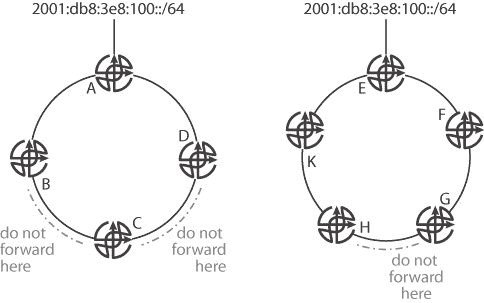 2001:db8:3e8:100::/64
2001:db8:3e8:100::/64
A
B
C
D
do not
forward
here
do not
forward
here
E
F
K
G
H
do not
forward
here